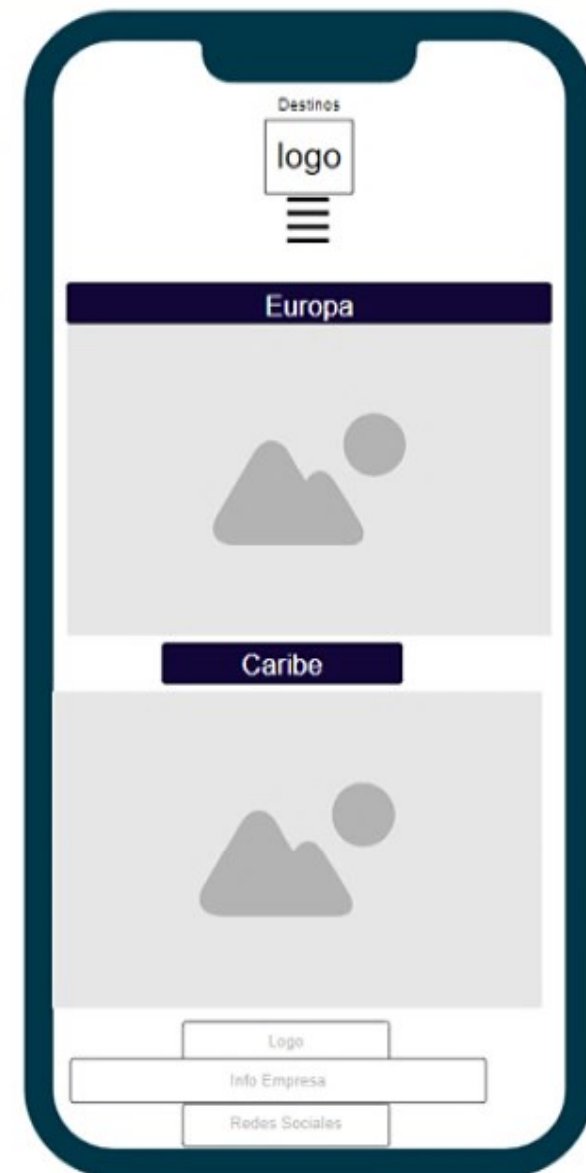 Destinos
logo
Europa
Caribe
Logo
Info Empresa
Redes Sociales